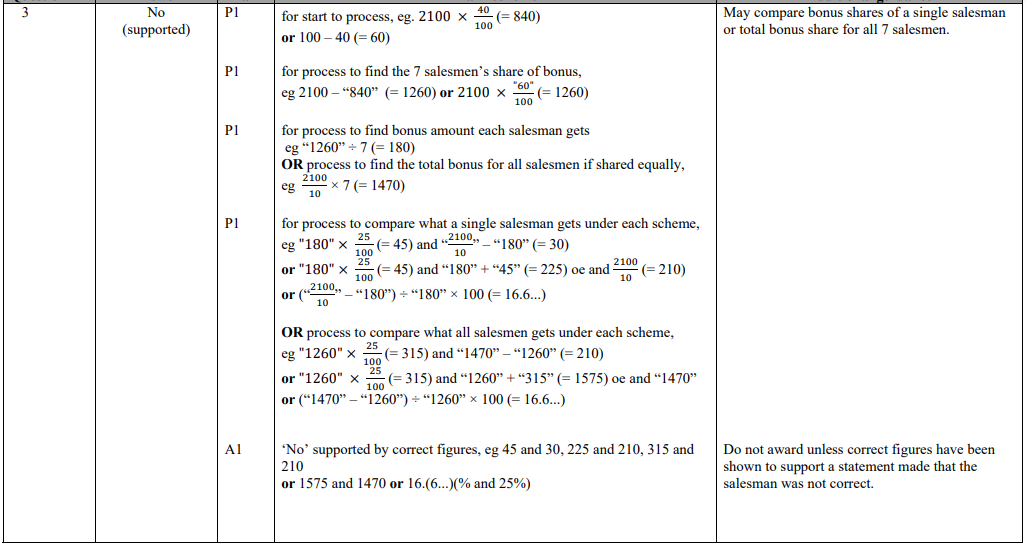 3
No
(supported)
P1
for start to process, eg. 2100 × 40/100 (= 840)
or 100 – 40 (= 60)
May compare bonus shares of a single salesman
or total bonus share for all 7 salesmen.
P1
for process to find the 7 salesmen’s share of bonus,
eg 2100 – “840” (= 1260) or 2100 × "60"/100 (= 1260)
P1
for process to find bonus amount each salesman gets
eg “1260” ÷ 7 (= 180)
OR process to find the total bonus for all salesmen if shared equally,
eg 2100/10 × 7 (= 1470)
P1
for process to compare what a single salesman gets under each scheme,
eg "180" × 25/100 (= 45) and “2100/10” – “180” (= 30)
or "180" × 25/100 (= 45) and “180” + “45” (= 225) oe and 2100/10 (= 210)
or (“2100/10” – “180”) ÷ “180” × 100 (= 16.6...)
OR process to compare what all salesmen gets under each scheme,
eg "1260" × 25/100 (= 315) and “1470” – “1260” (= 210)
or "1260" × 25/100 (= 315) and “1260” + “315” (= 1575) oe and “1470”
or (“1470” – “1260”) ÷ “1260” × 100 (= 16.6...)
A1
‘No’ supported by correct figures, eg 45 and 30, 225 and 210, 315 and
210
or 1575 and 1470 or 16.(6...)(% and 25%)
Do not award unless correct figures have been
shown to support a statement made that the
salesman was not correct.